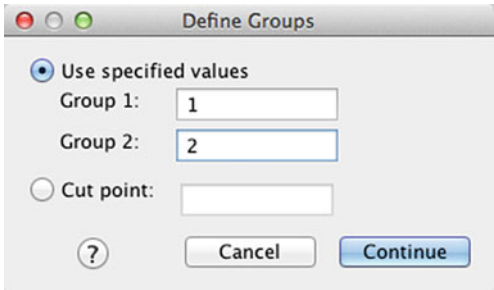 Define Groups
Use specified values
Group 1: 1
Group 2: 2
Cut point:
? Cancel Continue